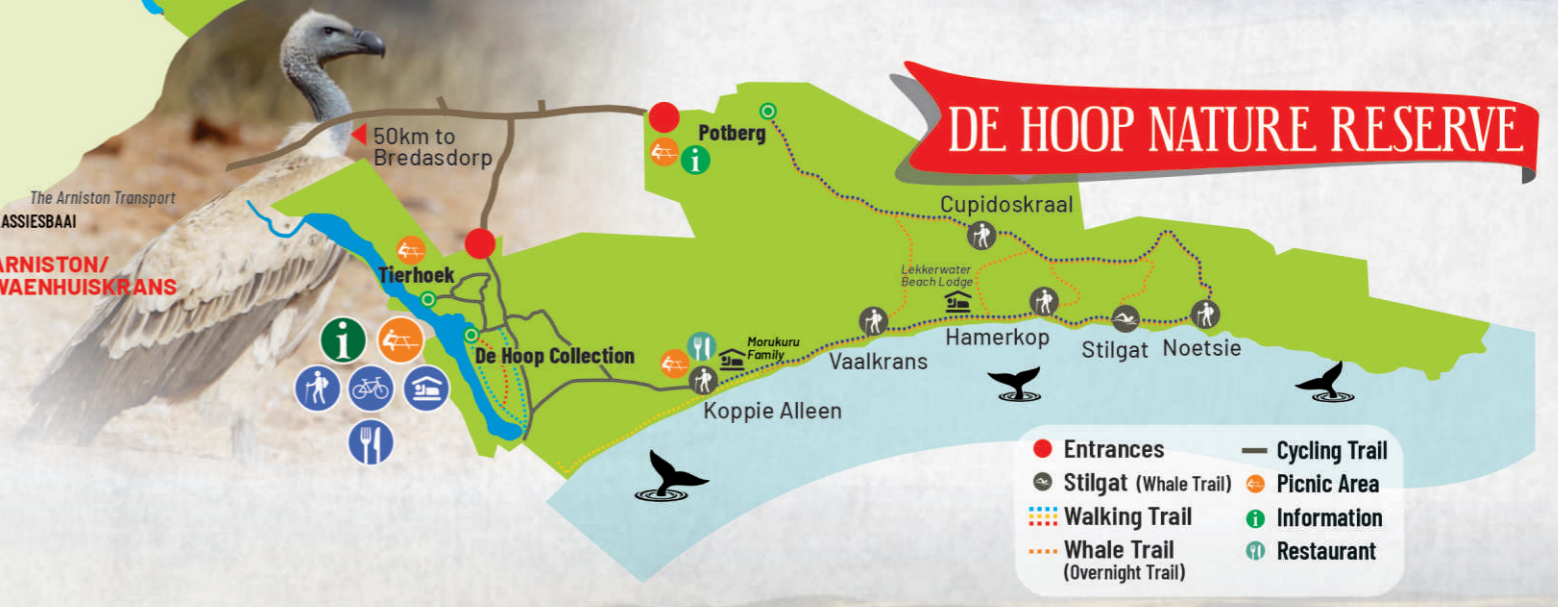 DE HOOP NATURE RESERVE
50km to
Bredasdorp
Potberg
i
The Arniston Transport
ASSIESBAAI
ARNISTON/
WAENHUISKRANS
Tierhoek
i
De Hoop Collection
Cupidoskraal
Lekkerwater
Beach Lodge
Morukuru
Family
Koppie Alleen
Vaalkrans
Hamerkop
Stilgat
Noetsie
Entrances
Stilgat (Whale Trail)
Walking Trail
Whale Trail
(Overnight Trail)
Cycling Trail
Picnic Area
i Information
Restaurant